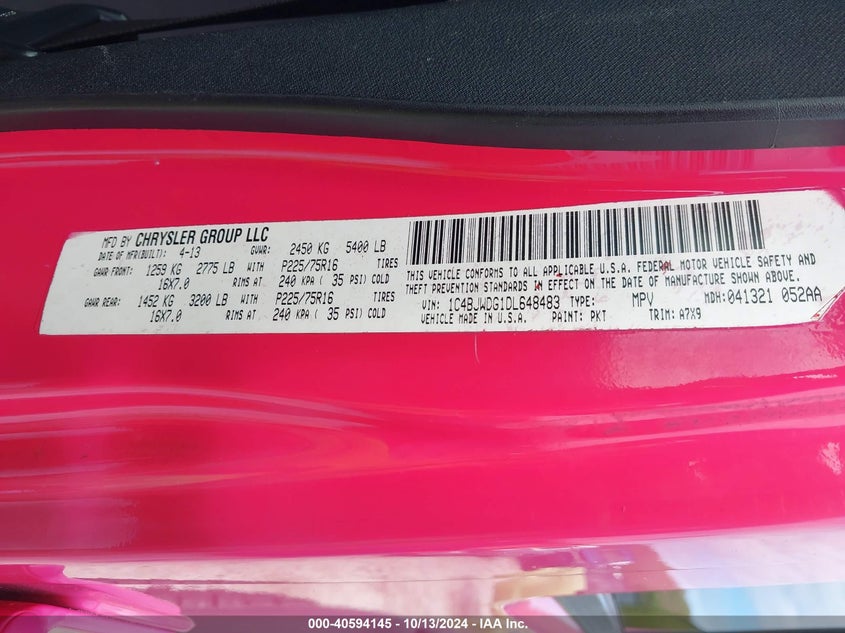 MFD BY CHRYSLER GROUP LLC
DATE OF MFR(BUILT): 4-13 GVWR: 2450 KG 5400 LB
GAWR FRONT: 1259 KG 2775 LB WITH P225/75R16 TIRES
16X7.0 RIMS AT 240 KPA ( 35 PSI) COLD
GAWR REAR: 1452 KG 3200 LB WITH P225/75R16 TIRES
16X7.0 RIMS AT 240 KPA ( 35 PSI) COLD
THIS VEHICLE CONFORMS TO ALL APPLICABLE U.S.A. FEDERAL MOTOR VEHICLE SAFETY AND
THEFT PREVENTION STANDARDS IN EFFECT ON THE DATE OF MANUFACTURE SHOWN ABOVE.
VIN: 1C4BJWDG1DL648483 TYPE: MPV MDH: 041321 052AA
VEHICLE MADE IN U.S.A. PAINT: PKT TRIM: A7X9
000-40594145 - 10/13/2024 - IAA Inc.